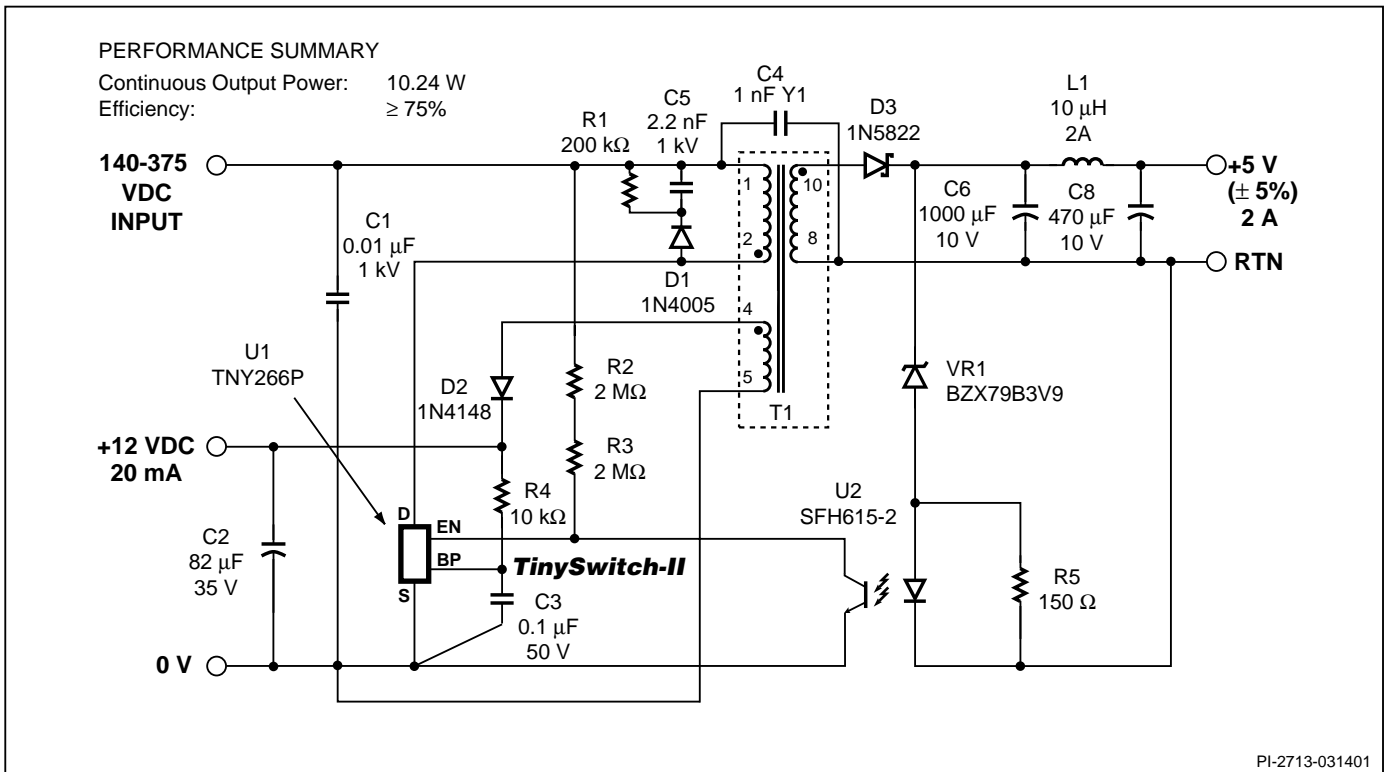 PERFORMANCE SUMMARY
Continuous Output Power: 10.24 W
Efficiency: ≥ 75%
C4
1 nF Y1
C5
2.2 nF
1 kV
R1
200 kΩ
D3
1N5822
L1
10 μH
2A
140-375
VDC
INPUT
+5 V
(± 5%)
2 A
1
10
C6
1000 μF
10 V
C8
470 μF
10 V
C1
0.01 μF
1 kV
2
8
RTN
D1
1N4005
4
U1
TNY266P
R2
2 MΩ
D2
1N4148
5
T1
VR1
BZX79B3V9
+12 VDC
20 mA
R3
2 MΩ
R4
10 kΩ
U2
SFH615-2
D
EN
C2
82 μF
35 V
BP
TinySwitch-II
S
C3
0.1 μF
50 V
R5
150 Ω
0 V
PI-2713-031401